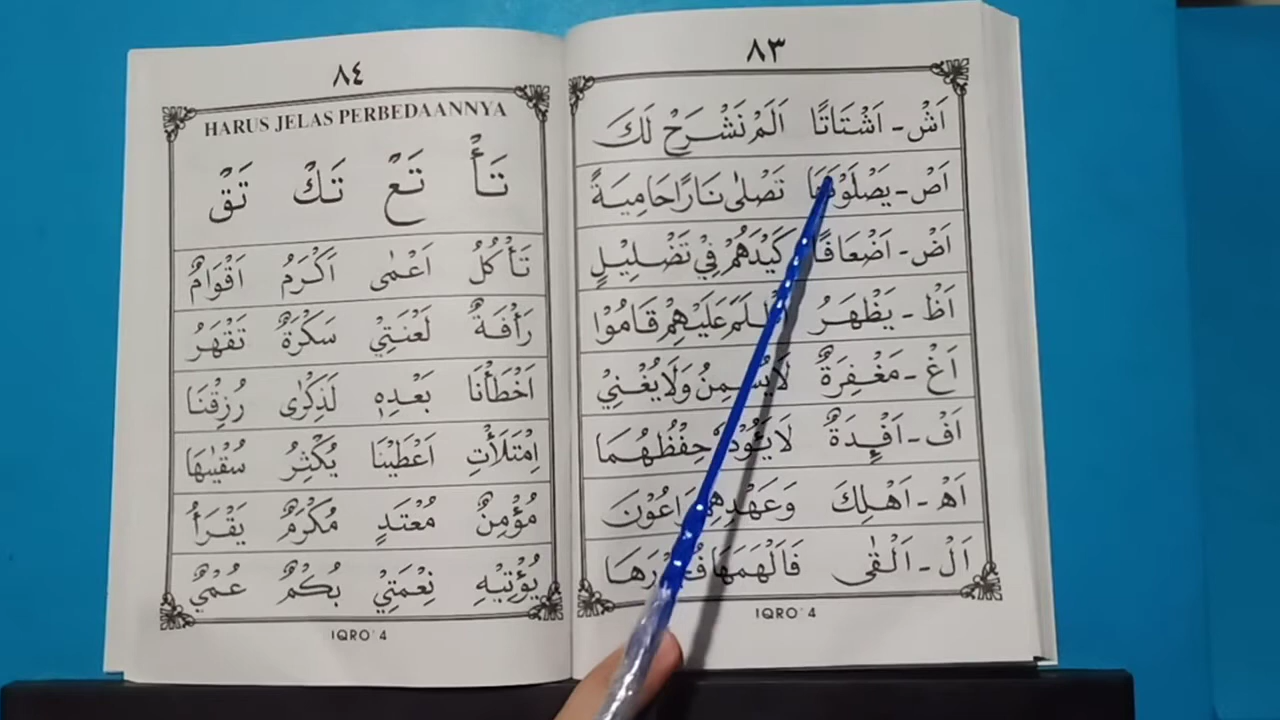 ٨٣
اَشْ - اَشْتَاتًا اَلَمْ نَشْرَحْ لَكَ
اَصْ - يَصْلَوْنَهَا تَصْلٰى نَارًا حَامِيَةً
اَضْ - اَضْعَافًا كَيْدَهُمْ فِيْ تَضْلِيْلٍ
اَظْ - يَظْهَرُ عَلَيْهِمْ قَامُوْا
اَغْ - مَغْفِرَةٌ لَا يُسْمِنُ وَلَا يُغْنِيْ
اَفْ - اَفْئِدَةٌ لَا حِفْظُهُمَا
اَهْ - اَهْلِكَ وَعَهْدِهِمْ رَاعُوْنَ
اَلْ - اَلْقٰى فَاَلْهَمَهَا
IQRO' 4
٨٤
HARUS JELAS PERBEDAANNYA
تَأْ تَعْ تَكْ تَقْ
تَأْكُلُ اَعْمٰى اَكْرَمُ اَقْوَامٌ
رَأْفَةٌ لَعْنَتِيْ سَكْرَةٌ تَقْهَرُ
اَخْطَأْنَا بَعْدِهٖ لَذِكْرٰى رُزِقْنَا
اِمْتَلَأْتِ اَعْطَيْنَا يُكْثِرُ سُقْيٰهَا
مُؤْمِنٌ مُعْتَدٍ مُكْرَمٌ يَقْرَأُ
يُؤْتِيْهِ نِعْمَتِيْ بُكْمٌ عُمْيٌ
IQRO' 4